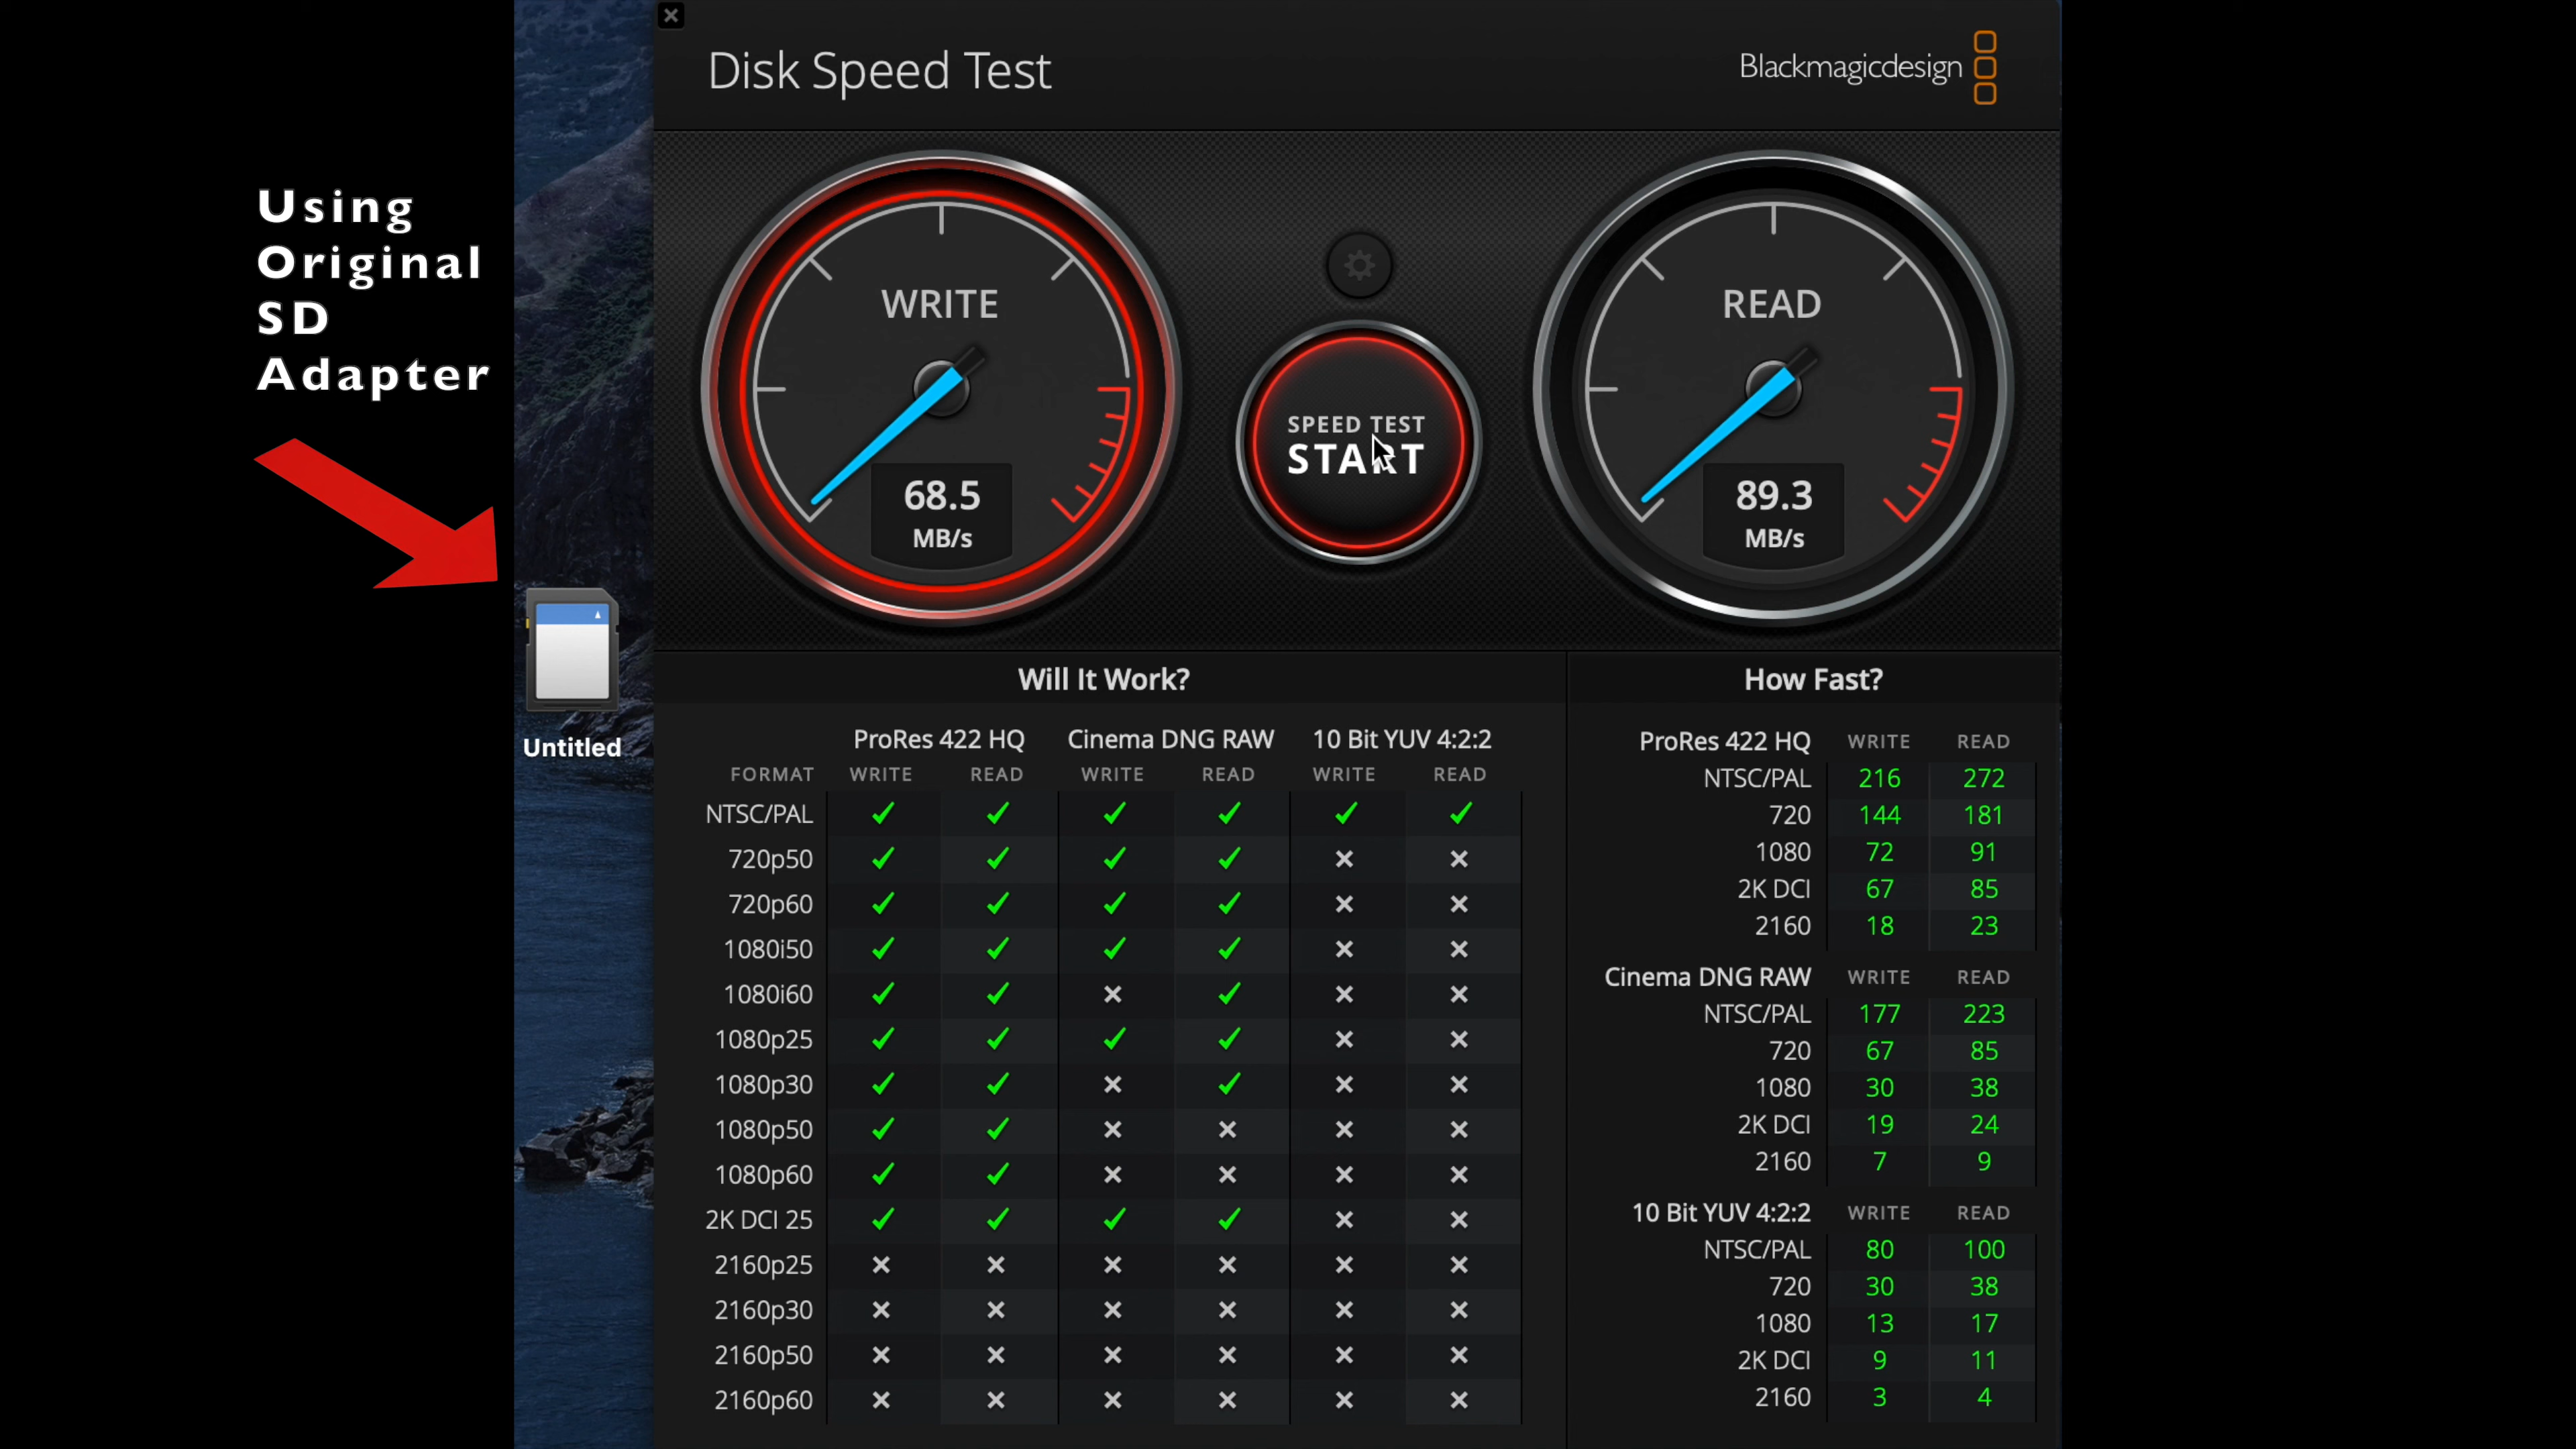 Using
Original
SD
Adapter
Untitled
Disk Speed Test
Blackmagicdesign
WRITE
68.5
MB/s
SPEED TEST
START
READ
89.3
MB/s
Will It Work?
ProRes 422 HQ Cinema DNG RAW 10 Bit YUV 4:2:2
FORMAT WRITE READ WRITE READ WRITE READ
NTSC/PAL
720p50
720p60
1080i50
1080i60
1080p25
1080p30
1080p50
1080p60
2K DCI 25
2160p25
2160p30
2160p50
2160p60
How Fast?
ProRes 422 HQ WRITE READ
NTSC/PAL 216 272
720 144 181
1080 72 91
2K DCI 67 85
2160 18 23
Cinema DNG RAW WRITE READ
NTSC/PAL 177 223
720 67 85
1080 30 38
2K DCI 19 24
2160 7 9
10 Bit YUV 4:2:2 WRITE READ
NTSC/PAL 80 100
720 30 38
1080 13 17
2K DCI 9 11
2160 3 4